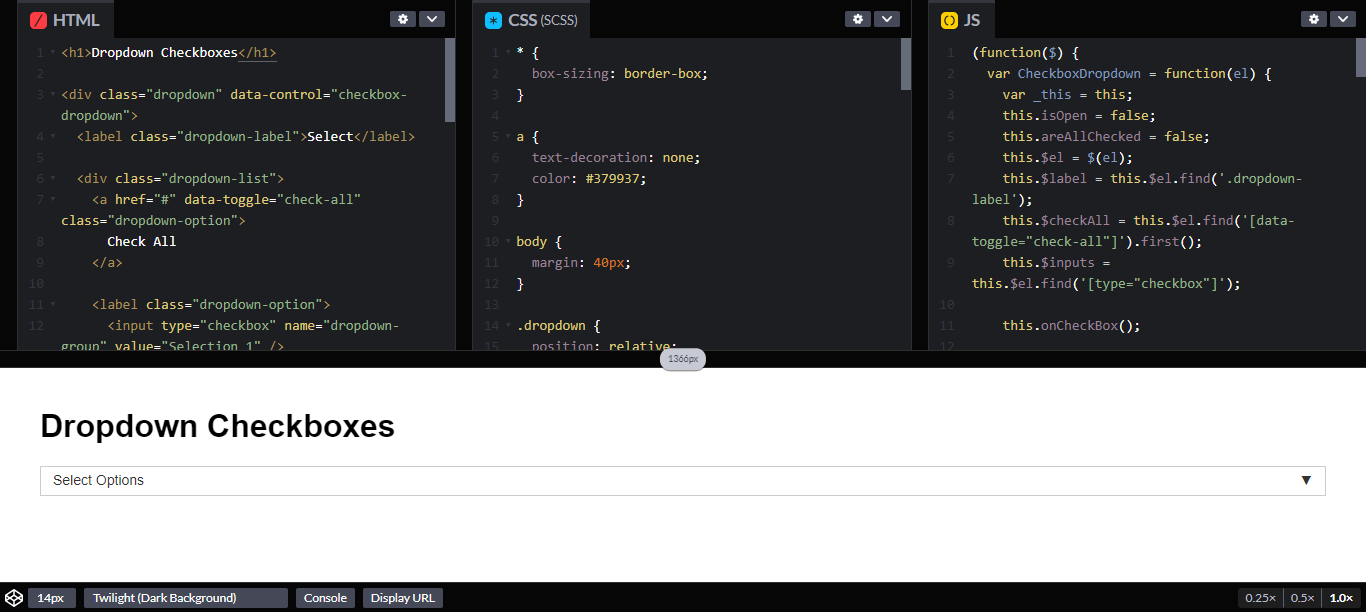 HTML
1 <h1>Dropdown Checkboxes</h1>
2
3 <div class="dropdown" data-control="checkbox-
dropdown">
4 <label class="dropdown-label">Select</label>
5
6 <div class="dropdown-list">
7 <a href="#" data-toggle="check-all"
class="dropdown-option">
8 Check All
9 </a>
10
11 <label class="dropdown-option">
12 <input type="checkbox" name="dropdown-
group" value="Selection 1" />
CSS (SCSS)
1 * {
2 box-sizing: border-box;
3 }
4
5 a {
6 text-decoration: none;
7 color: #379937;
8 }
9
10 body {
11 margin: 40px;
12 }
13
14 .dropdown {
15 position: relative;
JS
1 (function($) {
2 var CheckboxDropdown = function(el) {
3 var _this = this;
4 this.isOpen = false;
5 this.areAllChecked = false;
6 this.$el = $(el);
7 this.$label = this.$el.find('.dropdown-
label');
8 this.$checkAll = this.$el.find('[data-
toggle="check-all"]').first();
9 this.$inputs =
this.$el.find('[type="checkbox"]');
10
11 this.onCheckBox();
12
1366px
Dropdown Checkboxes
Select Options ▼
14px Twilight (Dark Background) Console Display URL 0.25× 0.5× 1.0×